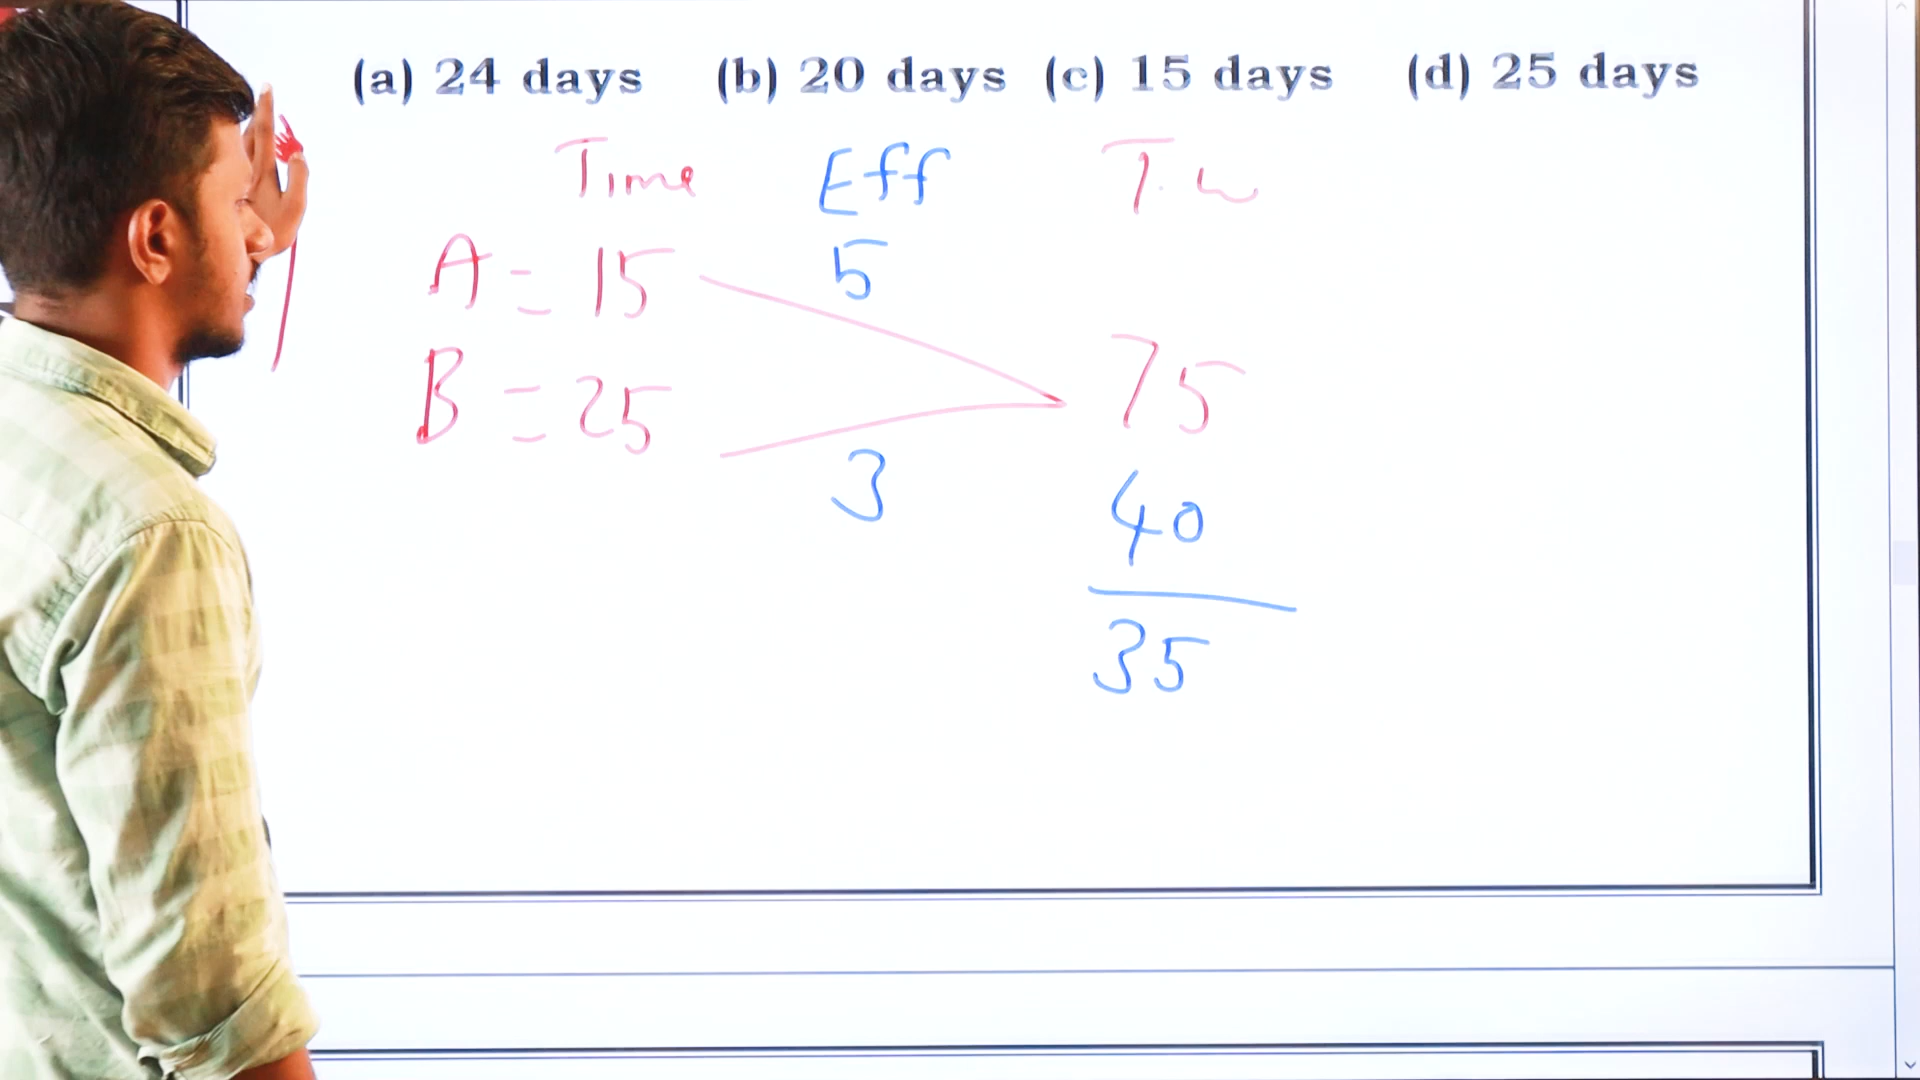 (a) 24 days (b) 20 days (c) 15 days (d) 25 days
Time Eff T.w
A = 15 5
75
B = 25
3
40
35